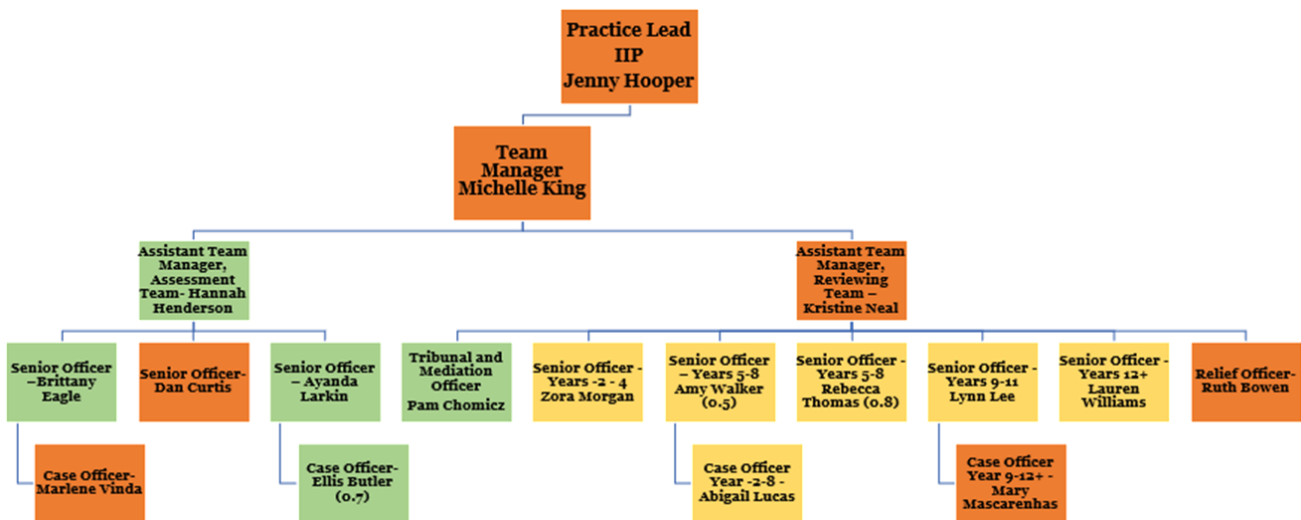 Practice Lead
IIP
Jenny Hooper
Team
Manager
Michelle King
Assistant Team
Manager,
Assessment
Team- Hannah
Henderson
Assistant Team
Manager,
Reviewing
Team –
Kristine Neal
Senior Officer
–Brittany
Eagle
Senior Officer-
Dan Curtis
Senior Officer
– Ayanda
Larkin
Tribunal and
Mediation
Officer
Pam Chomicz
Senior Officer -
Years -2 - 4
Zora Morgan
Senior Officer
– Years 5-8
Amy Walker
(0.5)
Senior Officer -
Years 5-8
Rebecca
Thomas (0.8)
Senior Officer -
Years 9-11
Lynn Lee
Senior Officer -
Years 12+
Lauren
Williams
Relief Officer-
Ruth Bowen
Case Officer-
Marlene Vinda
Case Officer-
Ellis Butler
(0.7)
Case Officer
Year -2-8 -
Abigail Lucas
Case Officer
Year 9-12+ -
Mary
Mascarenhas